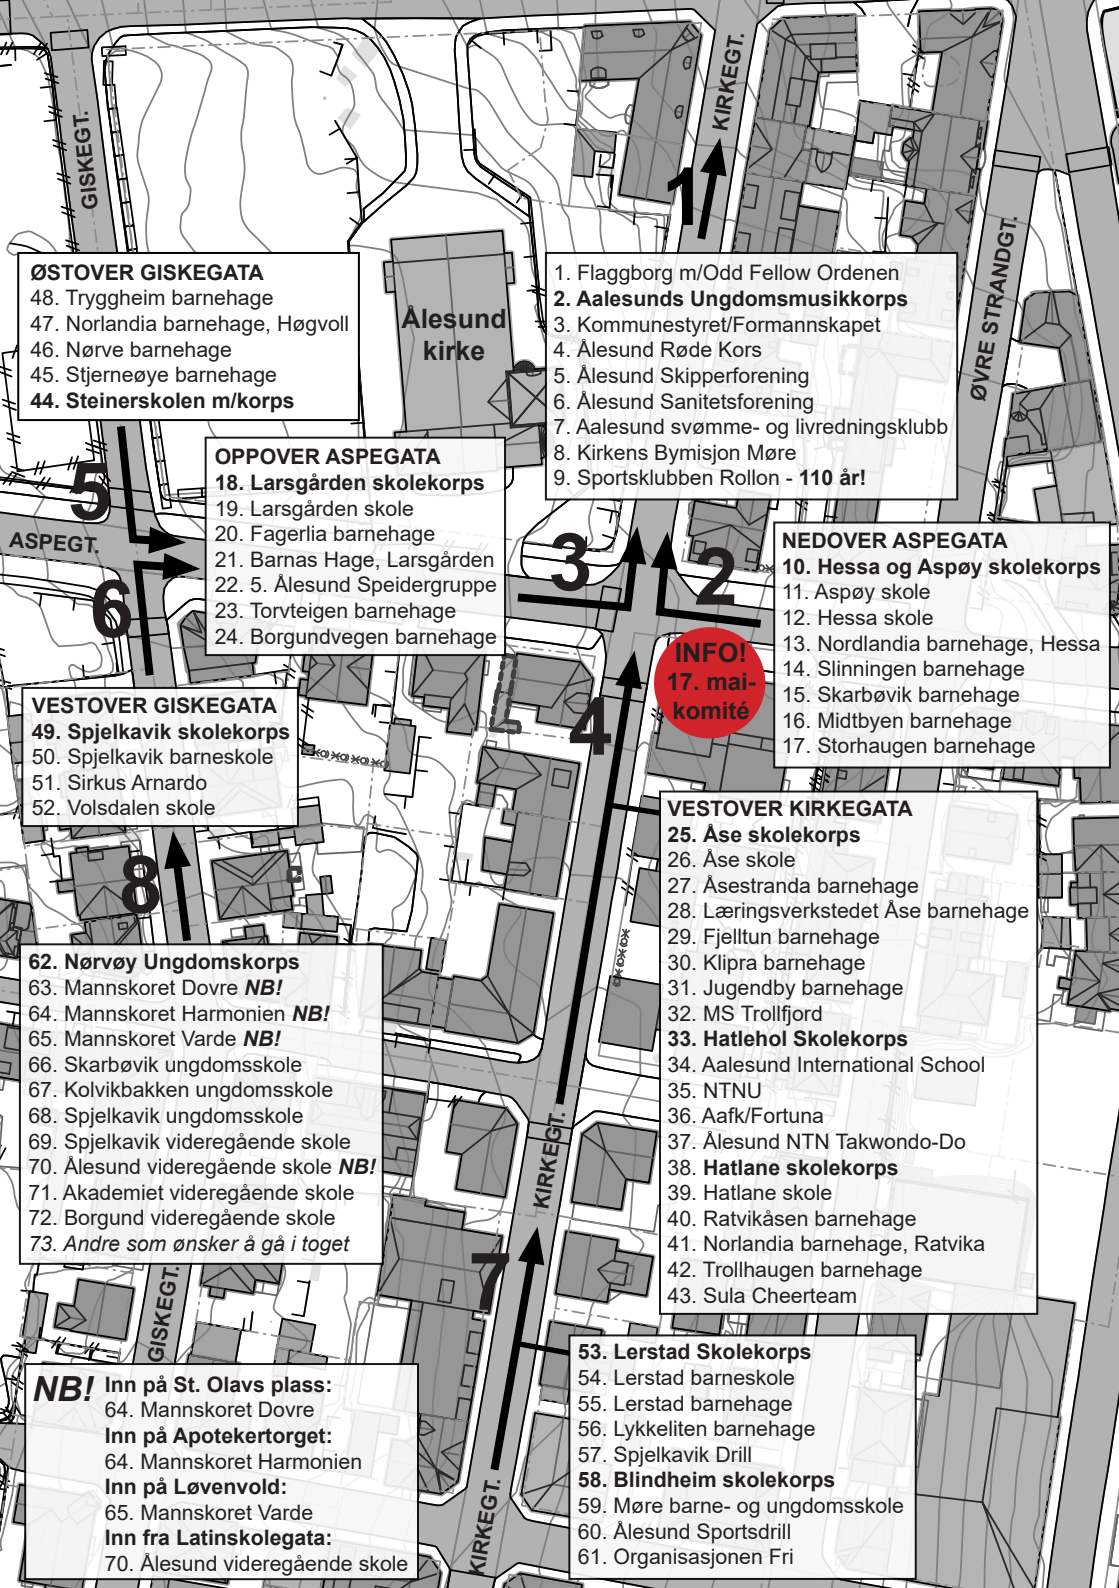 KIRKEGT.
GISKEGT.
1
ØVRE STRANDGT.
ØSTOVER GISKEGATA
48. Tryggheim barnehage
47. Norlandia barnehage, Høgvoll
46. Nørve barnehage
45. Stjerneøye barnehage
44. Steinerskolen m/korps
Ålesund
kirke
1. Flaggborg m/Odd Fellow Ordenen
2. Aalesunds Ungdomsmusikkorps
3. Kommunestyret/Formannskapet
4. Ålesund Røde Kors
5. Ålesund Skipperforening
6. Ålesund Sanitetsforening
7. Aalesund svømme- og livredningsklubb
8. Kirkens Bymisjon Møre
9. Sportsklubben Rollon - 110 år!
5
ASPEGT.
OPPOVER ASPEGATA
18. Larsgården skolekorps
19. Larsgården skole
20. Fagerlia barnehage
21. Barnas Hage, Larsgården
22. 5. Ålesund Speidergruppe
23. Torvteigen barnehage
24. Borgundvegen barnehage
3
2
6
NEDOVER ASPEGATA
10. Hessa og Aspøy skolekorps
11. Aspøy skole
12. Hessa skole
13. Nordlandia barnehage, Hessa
14. Slinningen barnehage
15. Skarbøvik barnehage
16. Midtbyen barnehage
17. Storhaugen barnehage
INFO!
17. mai-
komité
4
VESTOVER GISKEGATA
49. Spjelkavik skolekorps
50. Spjelkavik barneskole
51. Sirkus Arnardo
52. Volsdalen skole
8
VESTOVER KIRKEGATA
25. Åse skolekorps
26. Åse skole
27. Åsestranda barnehage
28. Læringsverkstedet Åse barnehage
29. Fjelltun barnehage
30. Klipra barnehage
31. Jugendby barnehage
32. MS Trollfjord
33. Hatlehol Skolekorps
34. Aalesund International School
35. NTNU
36. Aafk/Fortuna
37. Ålesund NTN Takwondo-Do
38. Hatlane skolekorps
39. Hatlane skole
40. Ratvikåsen barnehage
41. Norlandia barnehage, Ratvika
42. Trollhaugen barnehage
43. Sula Cheerteam
62. Nørvøy Ungdomskorps
63. Mannskoret Dovre NB!
64. Mannskoret Harmonien NB!
65. Mannskoret Varde NB!
66. Skarbøvik ungdomsskole
67. Kolvikbakken ungdomsskole
68. Spjelkavik ungdomsskole
69. Spjelkavik videregående skole
70. Ålesund videregående skole NB!
71. Akademiet videregående skole
72. Borgund videregående skole
73. Andre som ønsker å gå i toget
KIRKEGT.
7
GISKEGT.
53. Lerstad Skolekorps
54. Lerstad barneskole
55. Lerstad barnehage
56. Lykkeliten barnehage
57. Spjelkavik Drill
58. Blindheim skolekorps
59. Møre barne- og ungdomsskole
60. Ålesund Sportsdrill
61. Organisasjonen Fri
NB! Inn på St. Olavs plass:
64. Mannskoret Dovre
Inn på Apotekertorget:
64. Mannskoret Harmonien
Inn på Løvenvold:
65. Mannskoret Varde
Inn fra Latinskolegata:
70. Ålesund videregående skole
KIRKEGT.